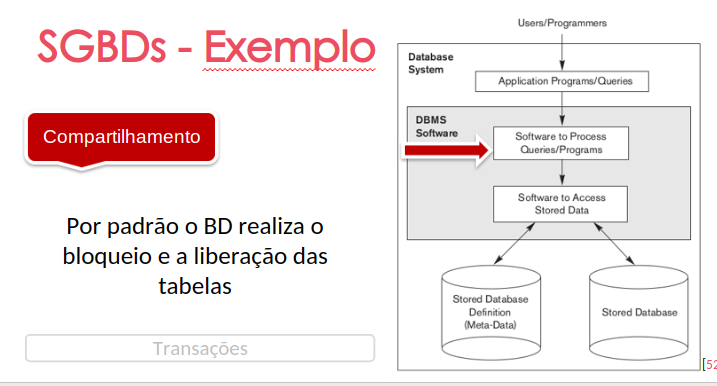 SGBDs - Exemplo
Compartilhamento
Por padrão o BD realiza o
bloqueio e a liberação das
tabelas
Transações
Users/Programmers
Database
System
Application Programs/Queries
DBMS
Software
Software to Process
Queries/Programs
Software to Access
Stored Data
Stored Database
Definition
(Meta-Data)
Stored Database
[52